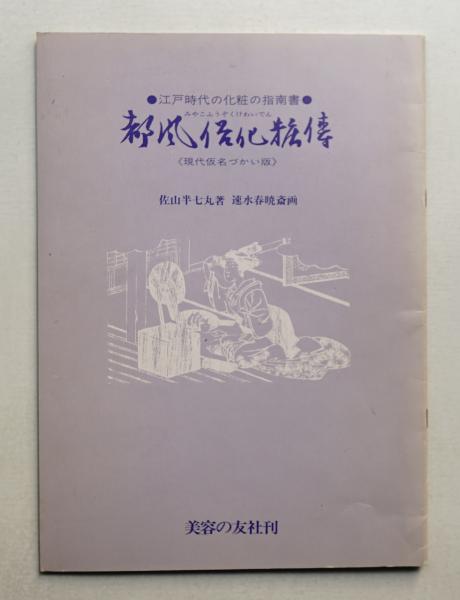 ●江戸時代の化粧の指南書●
みやこふうぞくけわいでん
都風俗化粧傳
《現代仮名づかい版》
佐山半七丸著 速水春暁斎画
美容の友社刊